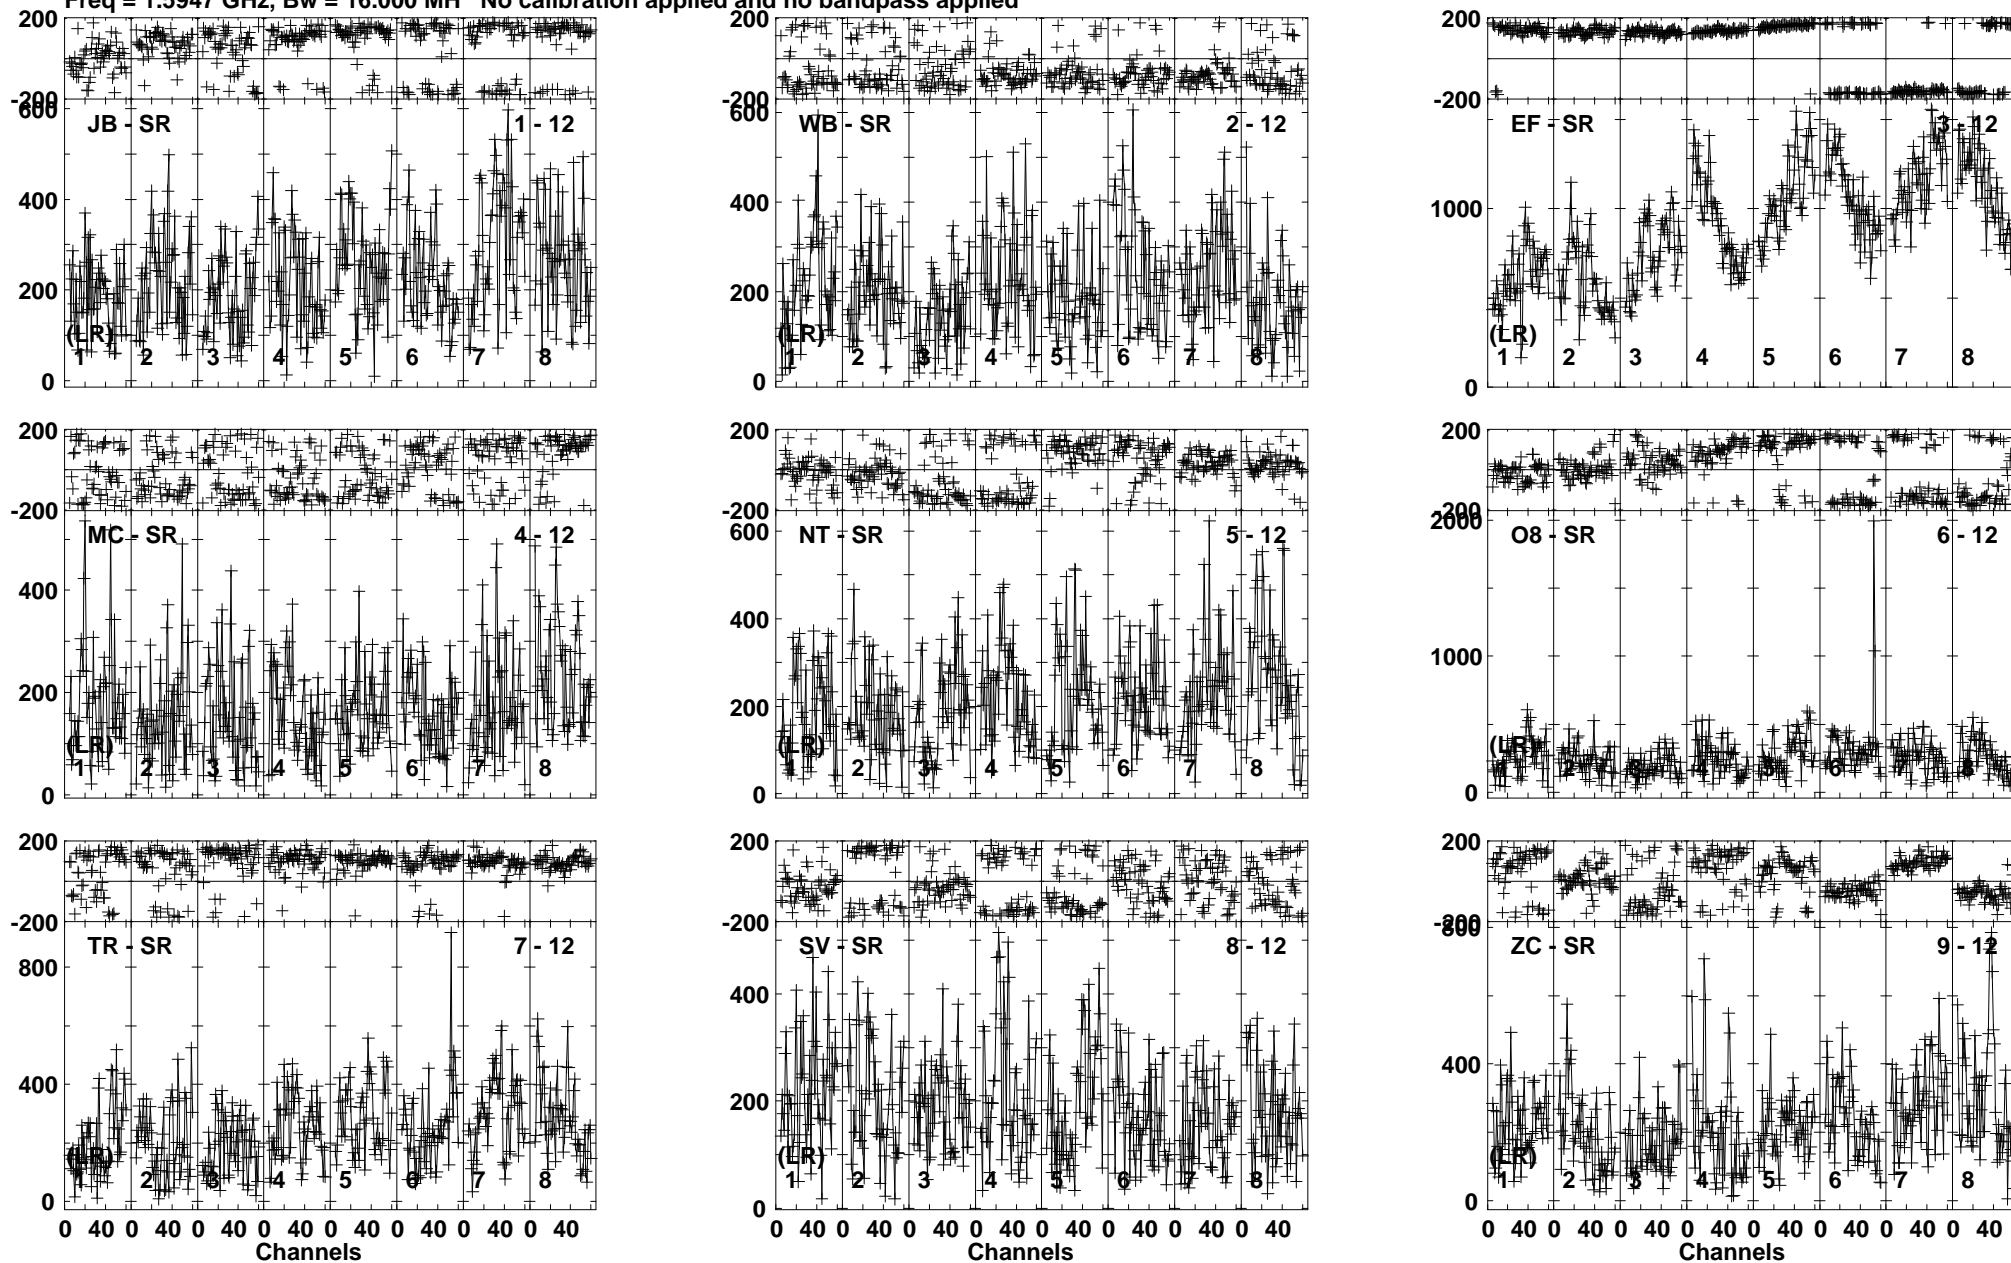 Freq = 1.5947 GHz, Bw = 16.000 MH No calibration applied and no bandpass applied
200 200 200
-200 -200 -200
600 600
JB - SR 1 - 12 WB - SR 2 - 12 EF - SR 3 - 12
400 400 1000
200 200
(LR) (LR) (LR)
1 2 3 4 5 6 7 8 1 2 3 4 5 6 7 8 1 2 3 4 5 6 7 8
0 0 0
200 200 200
-200 -200 -200
2000
MC - SR 4 - 12 NT - SR 5 - 12 O8 - SR 6 - 12
600
400 400 1000
200 200
(LR) (LR) (LR)
1 2 3 4 5 6 7 8 1 2 3 4 5 6 7 8 1 2 3 4 5 6 7 8
0 0 0
200 200 200
-200 -200 -200
800
TR - SR 7 - 12 SV - SR 8 - 12 ZC - SR 9 - 12
800 400
400 200 400
(LR) (LR) (LR)
1 2 3 4 5 6 7 8 1 2 3 4 5 6 7 8 1 2 3 4 5 6 7 8
0 0 0
0 40 0 40 0 40 0 40 0 40 0 40 0 40 0 40 0 40 0 40 0 40 0 40 0 40 0 40 0 40 0 40 0 40 0 40 0 40 0 40 0 40 0 40 0 40 0 40
Channels Channels Channels